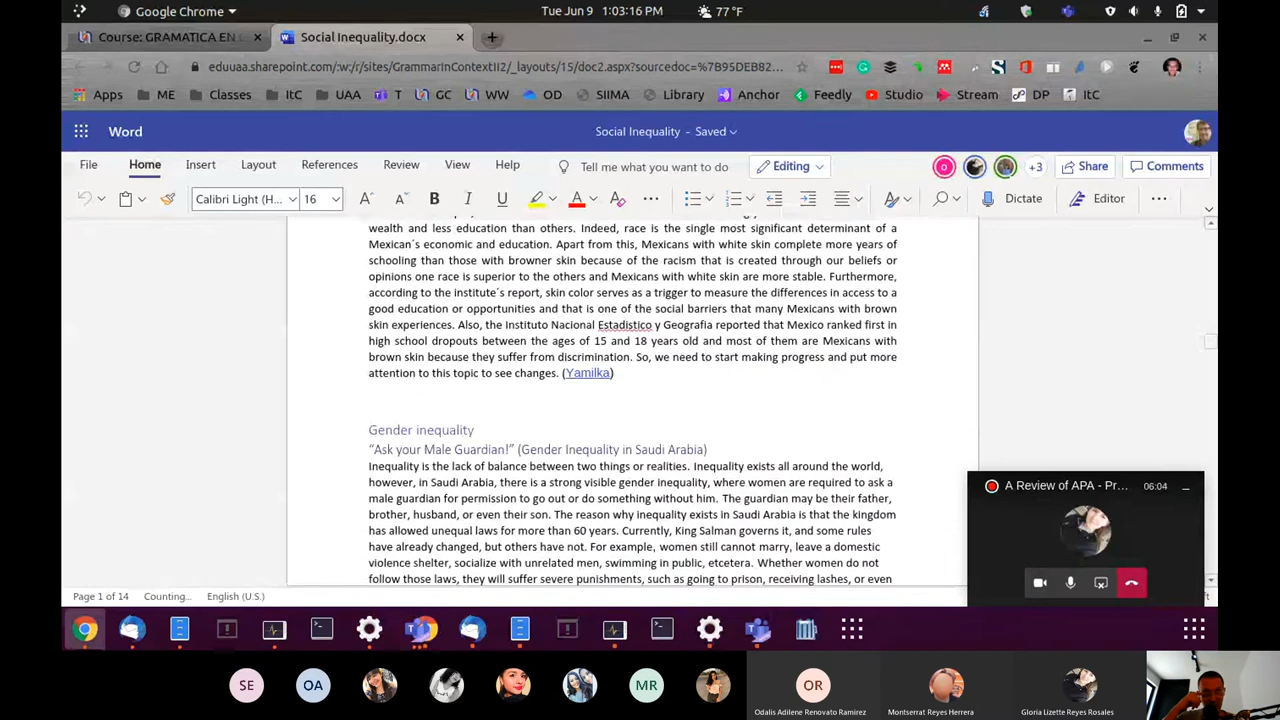 Google Chrome
Tue Jun 9 1:03:16 PM
77 °F
Course: GRAMATICA EN C
Social Inequality.docx
eduuaa.sharepoint.com/:w:/r/sites/GrammarInContextII2/_layouts/15/doc2.aspx?sourcedoc=%7B95DEB82...
Apps ME Classes ItC UAA T GC WW OD SIIMA Library Anchor Feedly Studio Stream DP ItC
Word
Social Inequality - Saved
File Home Insert Layout References Review View Help Tell me what you want to do Editing +3 Share Comments
Calibri Light (H... 16 B I U A Dictate Editor
wealth and less education than others. Indeed, race is the single most significant determinant of a
Mexican´s economic and education. Apart from this, Mexicans with white skin complete more years of
schooling than those with browner skin because of the racism that is created through our beliefs or
opinions one race is superior to the others and Mexicans with white skin are more stable. Furthermore,
according to the institute´s report, skin color serves as a trigger to measure the differences in access to a
good education or opportunities and that is one of the social barriers that many Mexicans with brown
skin experiences. Also, the Instituto Nacional Estadistico y Geografia reported that Mexico ranked first in
high school dropouts between the ages of 15 and 18 years old and most of them are Mexicans with
brown skin because they suffer from discrimination. So, we need to start making progress and put more
attention to this topic to see changes. (Yamilka)
Gender inequality
“Ask your Male Guardian!” (Gender Inequality in Saudi Arabia)
Inequality is the lack of balance between two things or realities. Inequality exists all around the world,
however, in Saudi Arabia, there is a strong visible gender inequality, where women are required to ask a
male guardian for permission to go out or do something without him. The guardian may be their father,
brother, husband, or even their son. The reason why inequality exists in Saudi Arabia is that the kingdom
has allowed unequal laws for more than 60 years. Currently, King Salman governs it, and some rules
have already changed, but others have not. For example, women still cannot marry, leave a domestic
violence shelter, socialize with unrelated men, swimming in public, etcetera. Whether women do not
follow those laws, they will suffer severe punishments, such as going to prison, receiving lashes, or even
A Review of APA - Pr... 06:04
Page 1 of 14 Counting... English (U.S.)
SE OA MR OR
Odalis Adilene Renovato Ramirez
Montserrat Reyes Herrera
Gloria Lizette Reyes Rosales